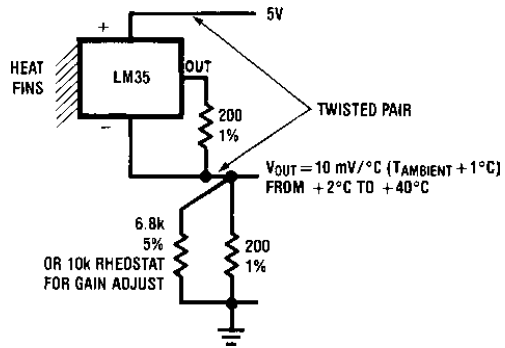 5V
+
HEAT
FINS
LM35
OUT
200
1%
TWISTED PAIR
–
VOUT = 10 mV/°C (TAMBIENT + 1°C)
FROM +2°C TO +40°C
6.8k
5%
OR 10k RHEOSTAT
FOR GAIN ADJUST
200
1%